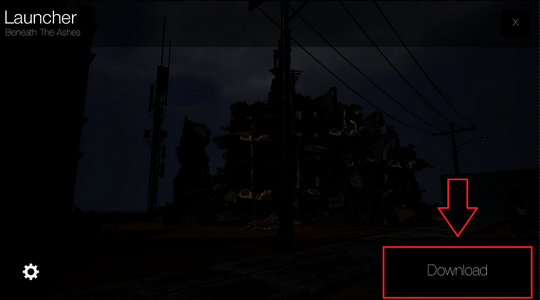 Launcher
Beneath The Ashes
X
Download